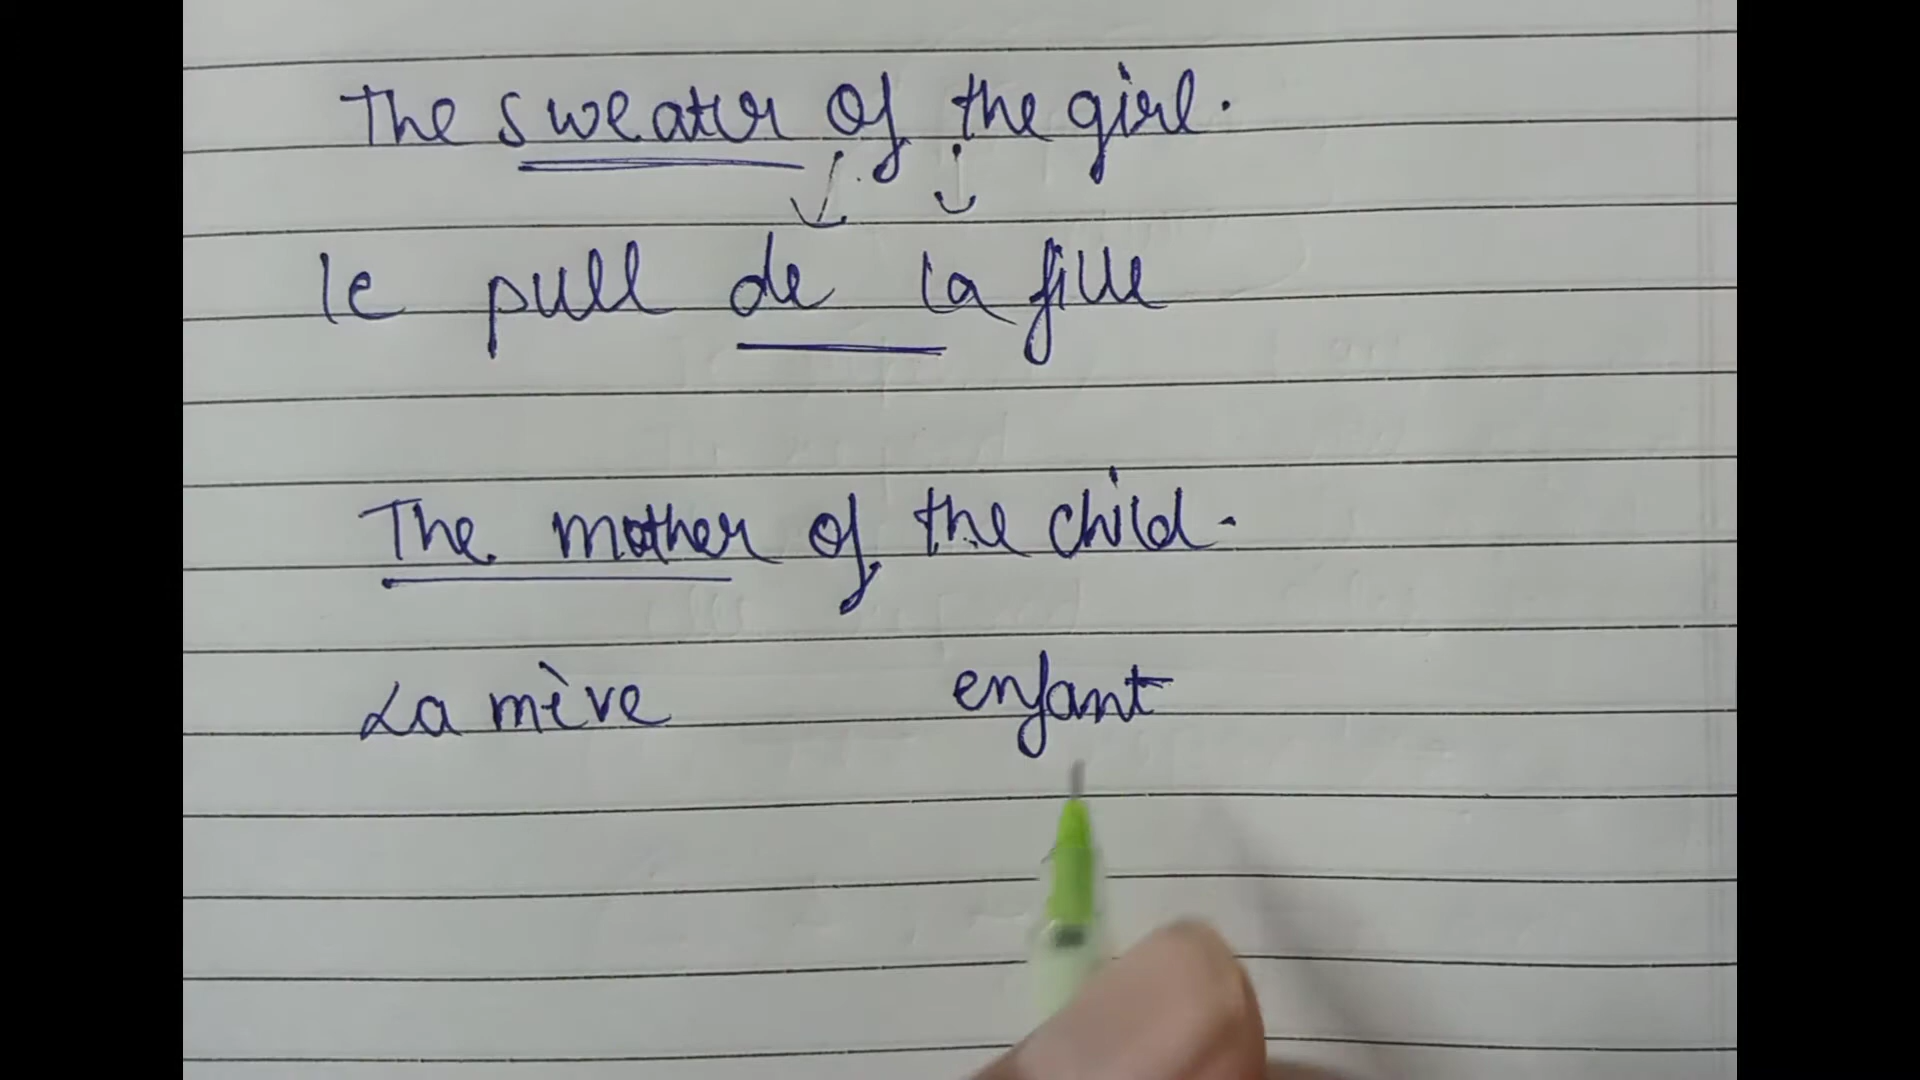 The sweater of the girl.
le pull de la fille
The mother of the child.
La mère enfant